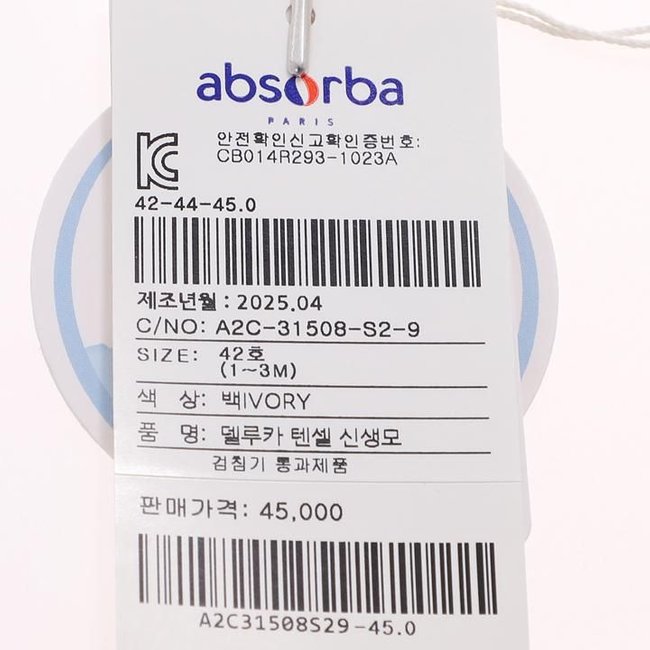 absorba
PARIS
안전확인신고확인증번호:
CB014R293-1023A
42-44-45.0
제조년월 : 2025.04
C/NO: A2C-31508-S2-9
SIZE: 42호
(1~3M)
색 상: 백IVORY
품 명: 델루카 텐셀 신생모
검침기 통과제품
판매가격: 45,000
A2C31508S29-45.0